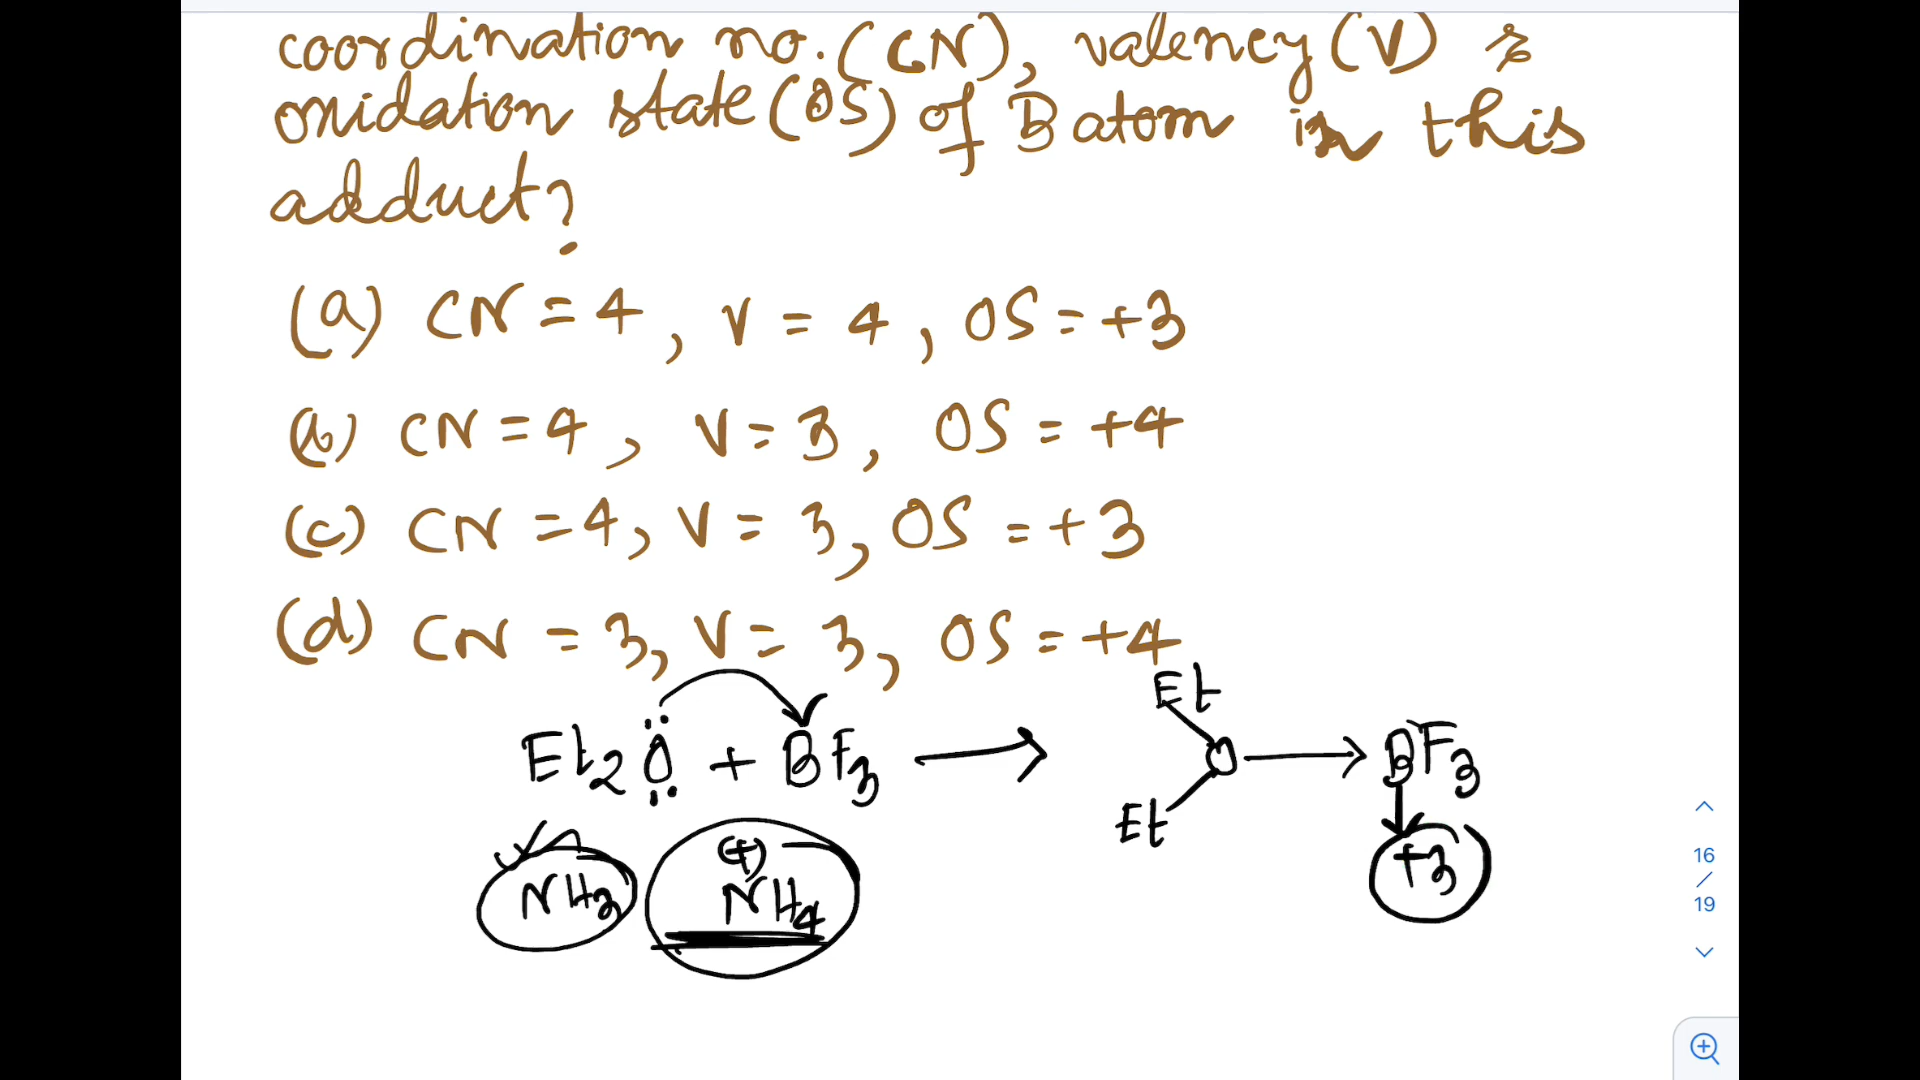 coordination no. (CN), valency (V) &
oxidation state (OS) of B atom in this
adduct?
(a) CN = 4, V = 4, OS = +3
(b) CN = 4, V = 3, OS = +4
(c) CN = 4, V = 3, OS = +3
(d) CN = 3, V = 3, OS = +4
Et
Et2O + BF3 → O → BF3
Et
+3
NH3 (+)
NH4
16
/
19